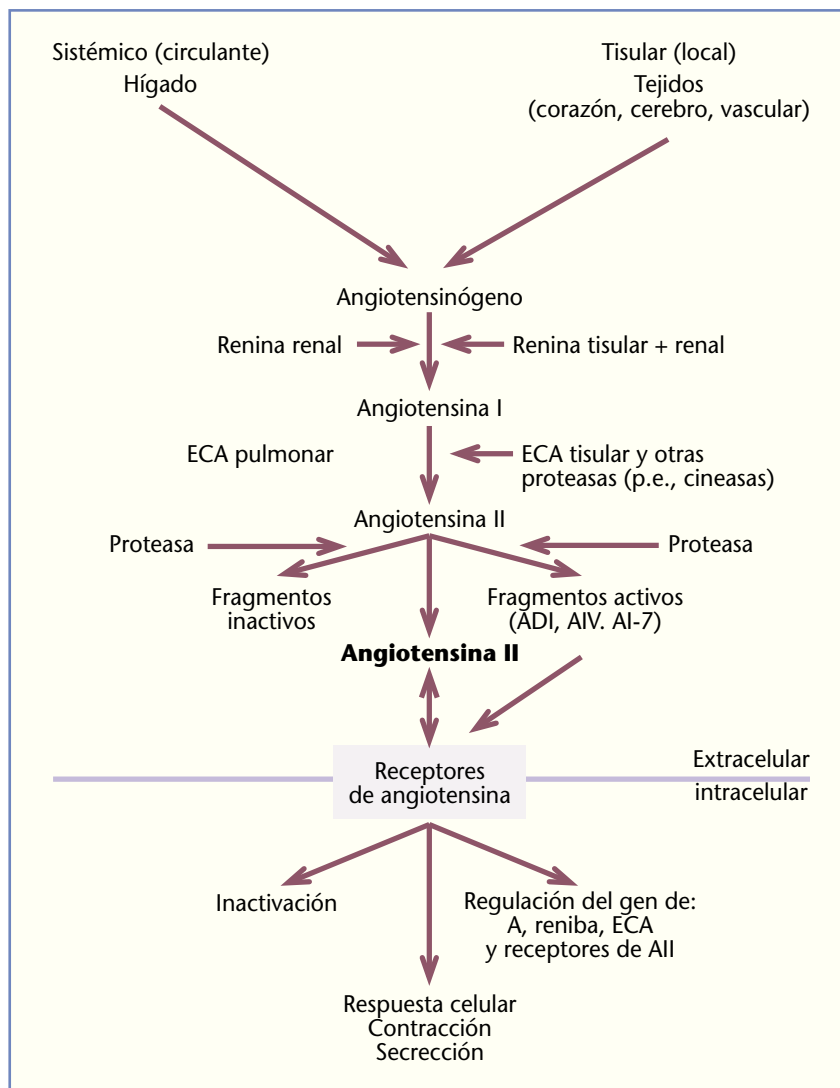 Sistémico (circulante)
Hígado
Tisular (local)
Tejidos
(corazón, cerebro, vascular)
Angiotensinógeno
Renina renal
Renina tisular + renal
Angiotensina I
ECA pulmonar
ECA tisular y otras
proteasas (p.e., cineasas)
Angiotensina II
Proteasa
Proteasa
Fragmentos
inactivos
Fragmentos activos
(ADI, AIV. AI-7)
Angiotensina II
Receptores
de angiotensina
Extracelular
intracelular
Inactivación
Regulación del gen de:
A, reniba, ECA
y receptores de AII
Respuesta celular
Contracción
Secrección